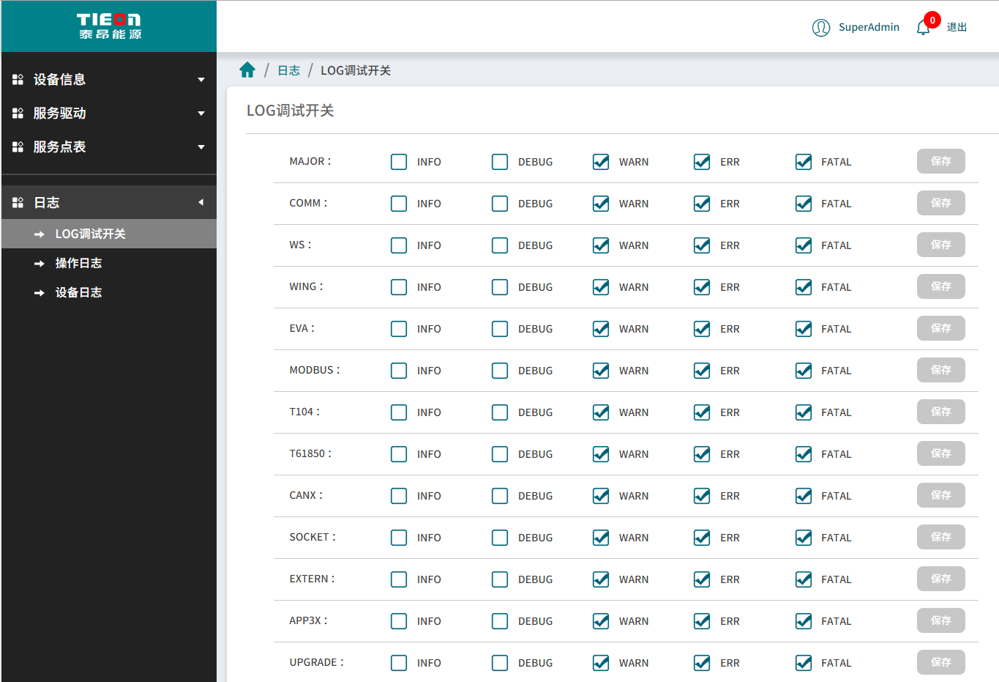 TIEON
泰昂能源
SuperAdmin
0
退出
设备信息
服务驱动
服务点表
日志
LOG调试开关
操作日志
设备日志
/ 日志 / LOG调试开关
LOG调试开关
MAJOR： INFO DEBUG WARN ERR FATAL 保存
COMM： INFO DEBUG WARN ERR FATAL 保存
WS： INFO DEBUG WARN ERR FATAL 保存
WING： INFO DEBUG WARN ERR FATAL 保存
EVA： INFO DEBUG WARN ERR FATAL 保存
MODBUS： INFO DEBUG WARN ERR FATAL 保存
T104： INFO DEBUG WARN ERR FATAL 保存
T61850： INFO DEBUG WARN ERR FATAL 保存
CANX： INFO DEBUG WARN ERR FATAL 保存
SOCKET： INFO DEBUG WARN ERR FATAL 保存
EXTERN： INFO DEBUG WARN ERR FATAL 保存
APP3X： INFO DEBUG WARN ERR FATAL 保存
UPGRADE： INFO DEBUG WARN ERR FATAL 保存